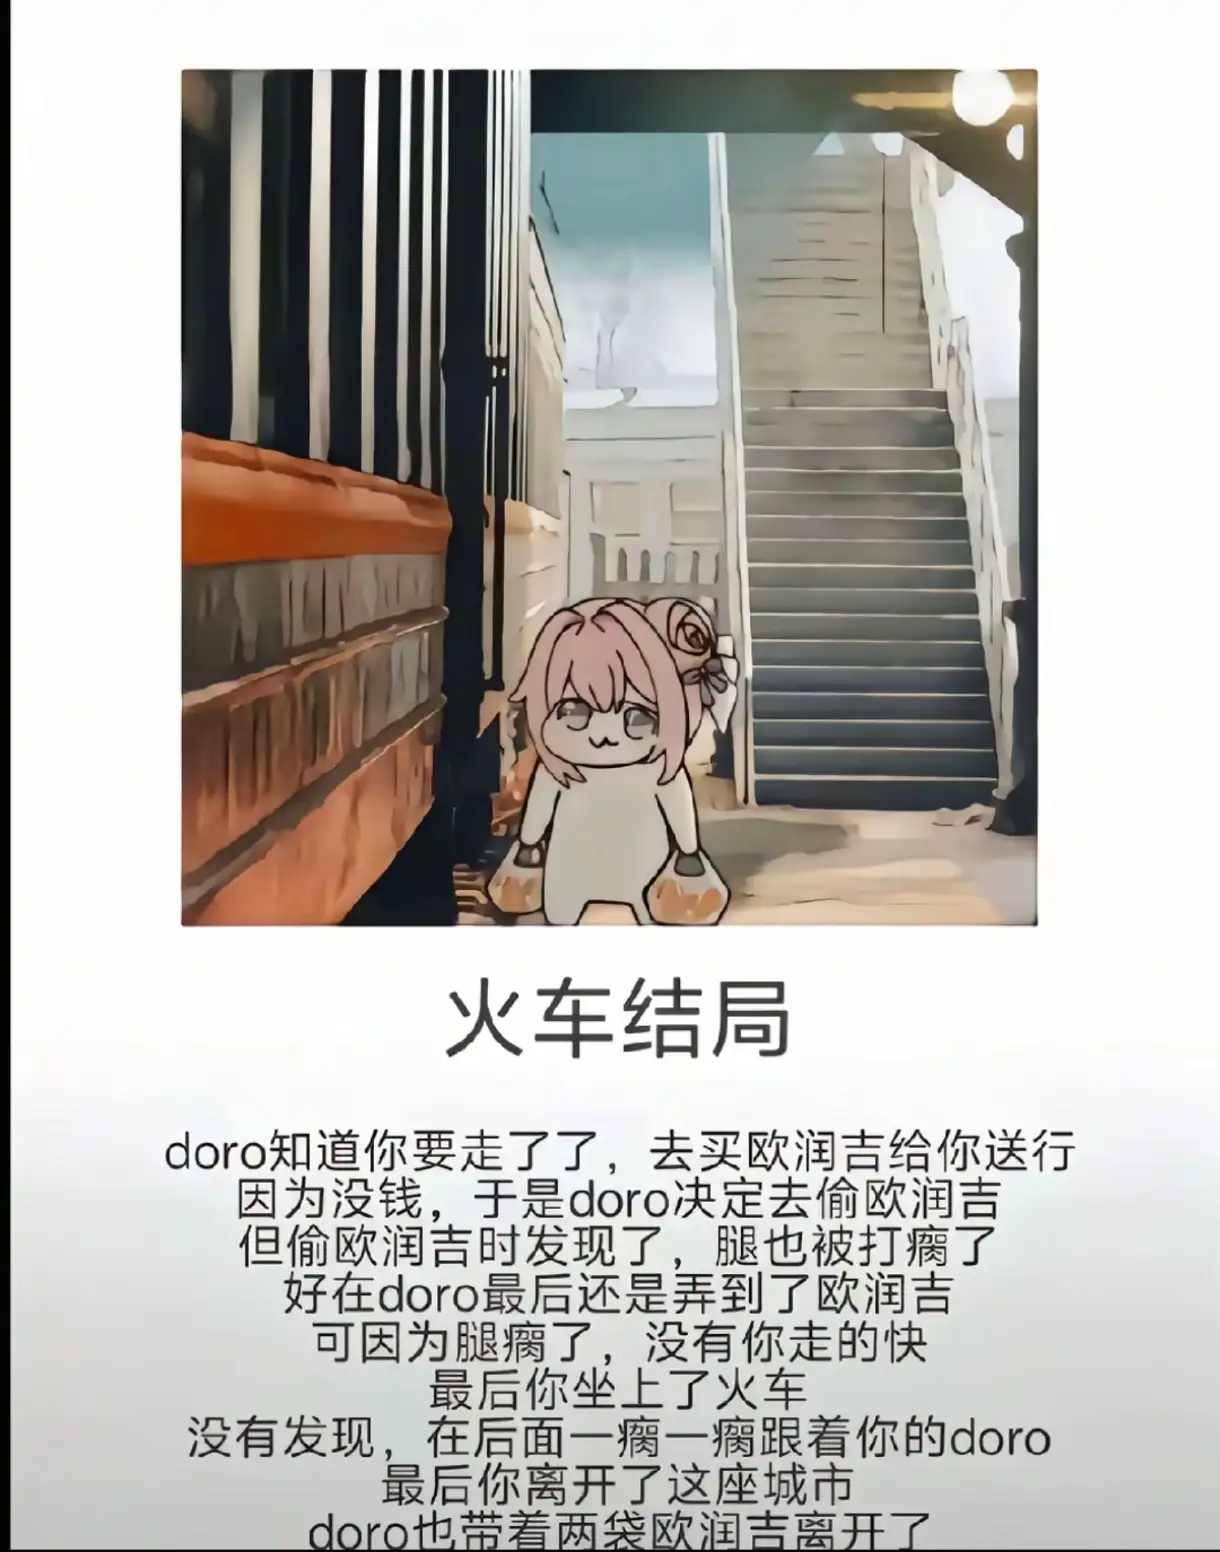 火车结局
doro知道你要走了了，去买欧润吉给你送行
因为没钱，于是doro决定去偷欧润吉
但偷欧润吉时发现了，腿也被打瘸了
好在doro最后还是弄到了欧润吉
可因为腿瘸了，没有你走的快
最后你坐上了火车
没有发现，在后面一瘸一瘸跟着你的doro
最后你离开了这座城市
doro也带着两袋欧润吉离开了